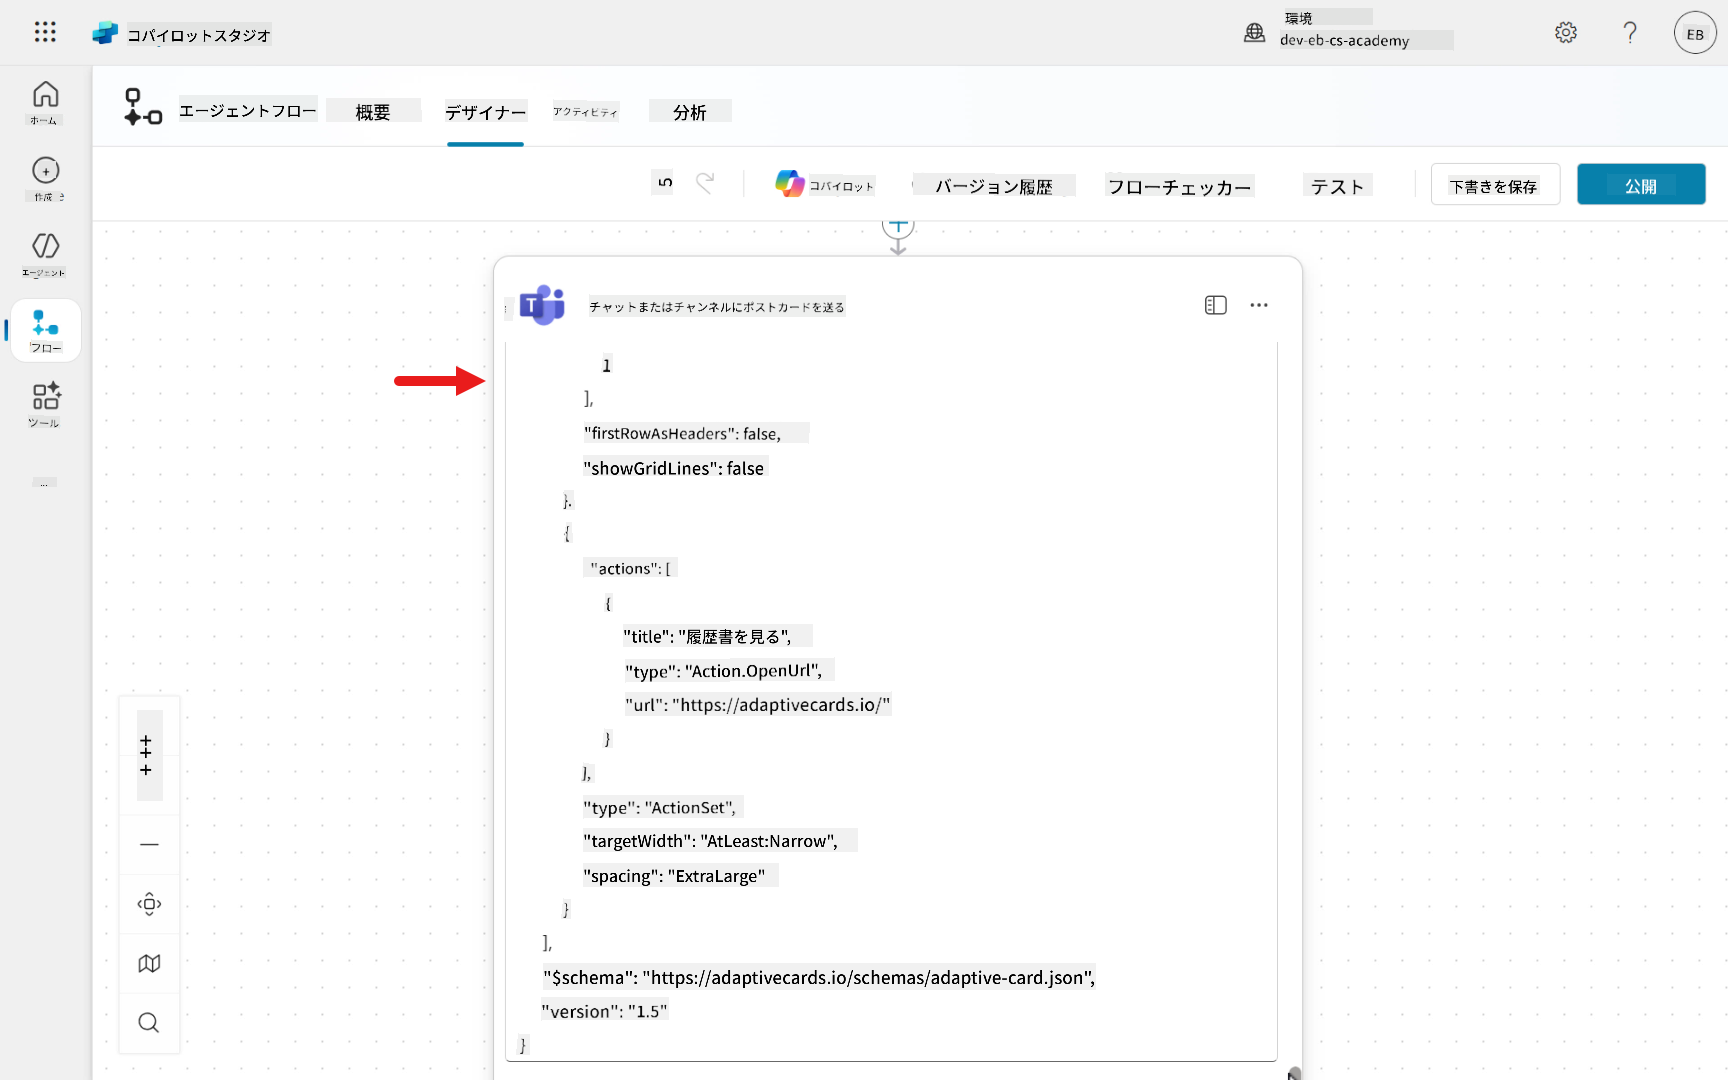 コパイロットスタジオ
環境
dev-eb-cs-academy
EB
ホーム
作成
エージェント
フロー
ツール
...
エージェントフロー
概要
デザイナー
アクティビティ
分析
コパイロット
バージョン履歴
フローチェッカー
テスト
下書きを保存
公開
チャットまたはチャンネルにポストカードを送る
1
],
"firstRowAsHeaders": false,
"showGridLines": false
}.
{
"actions": [
{
"title": "履歴書を見る",
"type": "Action.OpenUrl",
"url": "https://adaptivecards.io/"
}
],
"type": "ActionSet",
"targetWidth": "AtLeast:Narrow",
"spacing": "ExtraLarge"
}
],
"$schema": "https://adaptivecards.io/schemas/adaptive-card.json",
"version": "1.5"
}